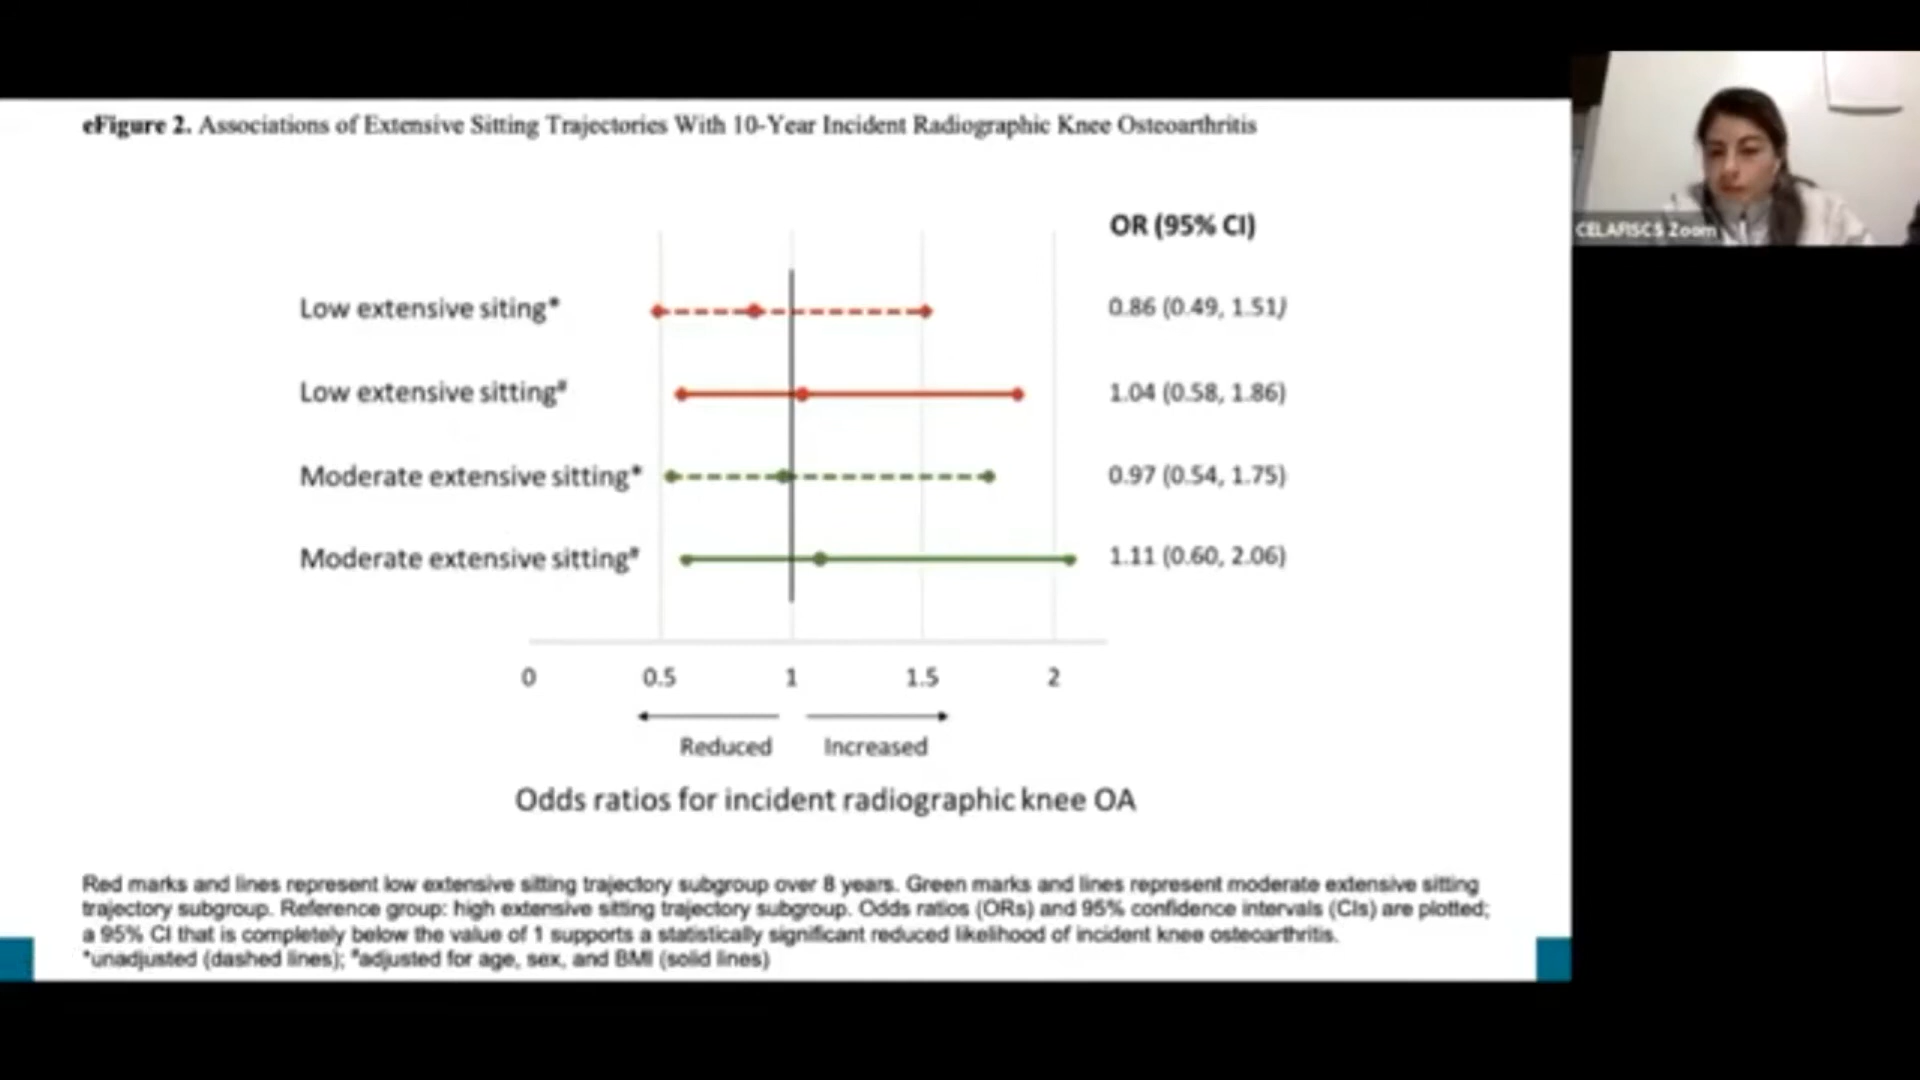 eFigure 2. Associations of Extensive Sitting Trajectories With 10-Year Incident Radiographic Knee Osteoarthritis
OR (95% CI)
Low extensive siting* 0.86 (0.49, 1.51)
Low extensive sitting# 1.04 (0.58, 1.86)
Moderate extensive sitting* 0.97 (0.54, 1.75)
Moderate extensive sitting# 1.11 (0.60, 2.06)
0 0.5 1 1.5 2
Reduced Increased
Odds ratios for incident radiographic knee OA
Red marks and lines represent low extensive sitting trajectory subgroup over 8 years. Green marks and lines represent moderate extensive sitting
trajectory subgroup. Reference group: high extensive sitting trajectory subgroup. Odds ratios (ORs) and 95% confidence intervals (CIs) are plotted;
a 95% CI that is completely below the value of 1 supports a statistically significant reduced likelihood of incident knee osteoarthritis.
*unadjusted (dashed lines); #adjusted for age, sex, and BMI (solid lines)
CELAFISCS Zoom